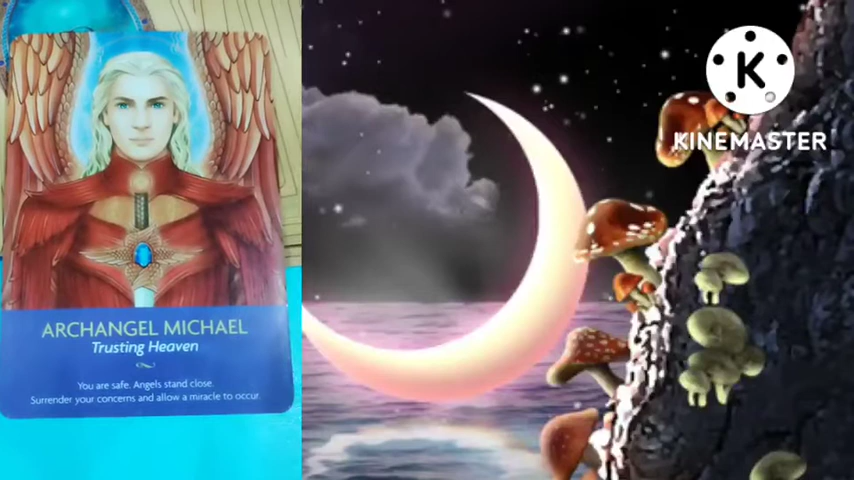 ARCHANGEL MICHAEL
Trusting Heaven
You are safe. Angels stand close.
Surrender your concerns and allow a miracle to occur.
K
KINEMASTER